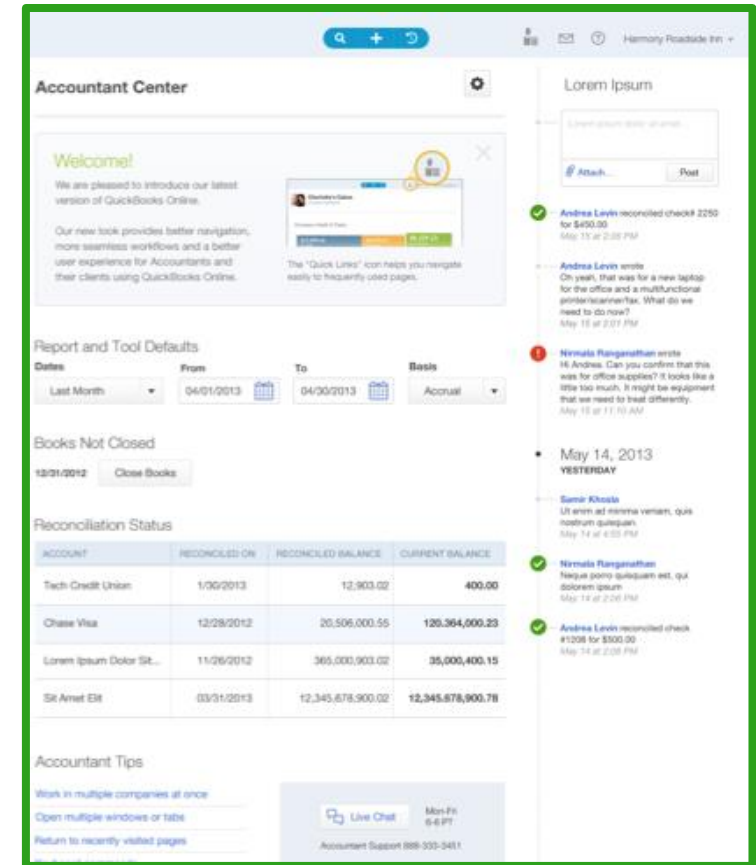 Harmony Roadside Inn
Accountant Center
Welcome!
We are pleased to introduce our latest
version of QuickBooks
Online.
Our new look provides
better navigation,
more seamless workflows and a better
user experience for Accountants and
their clients using QuickBooks Online.
The "Quick Links" icon helps you navigate
easily to frequently used pages.
Report and Tool Defaults
Dates From To Basis
Last Month 04/01/2013 04/30/2013 Accrual
Books Not Closed
12/31/2012 Close Books
Reconciliation Status
ACCOUNT RECONCILED ON RECONCILED BALANCE CURRENT BALANCE
Tech Credit Union 1/30/2013 12,903.02 400.00
Chase Visa 12/28/2012 20,506,000.55 120.364,000.23
Lorem Ipsum Dolor Sit... 11/26/2012 365,000,903.02 35,000,400.15
Sit Amet Elit 03/31/2013 12,345,678,900.02 12,345,678,900.78
Accountant Tips
Work in multiple companies at once
Open multiple windows or tabs
Return to recently visited pages
Live Chat
Mon-Fri
6-6 PT
Accountant Support 888-333-3451
Lorem Ipsum
Attach...
Post
Andrea Levin reconciled check# 2250
for $450.00
May 15 at 2:08 PM
Andrea Levin wrote
Oh yeah, that was for a new laptop
for the office and a multifunctional
printer/scanner/fax. What do we
need to do now?
May 15 at 2:01 PM
Nirmala Ranganathan wrote
Hi Andrea. Can you confirm that this
was for office supplies? It looks like a
little too much. It might be equipment
that we need to treat differently.
May 15 at 11:10 AM
May 14, 2013
YESTERDAY
Samir Khosla
Ut enim ad minima veniam, quis
nostrum quisquam
May 14 at 4:55 PM
Nirmala Ranganathan
Neque porro quisquam est, qui
dolorem ipsum
May 14 at 2:08 PM
Andrea Levin reconciled check
#1208 for $500.00
May 14 at 2:08 PM